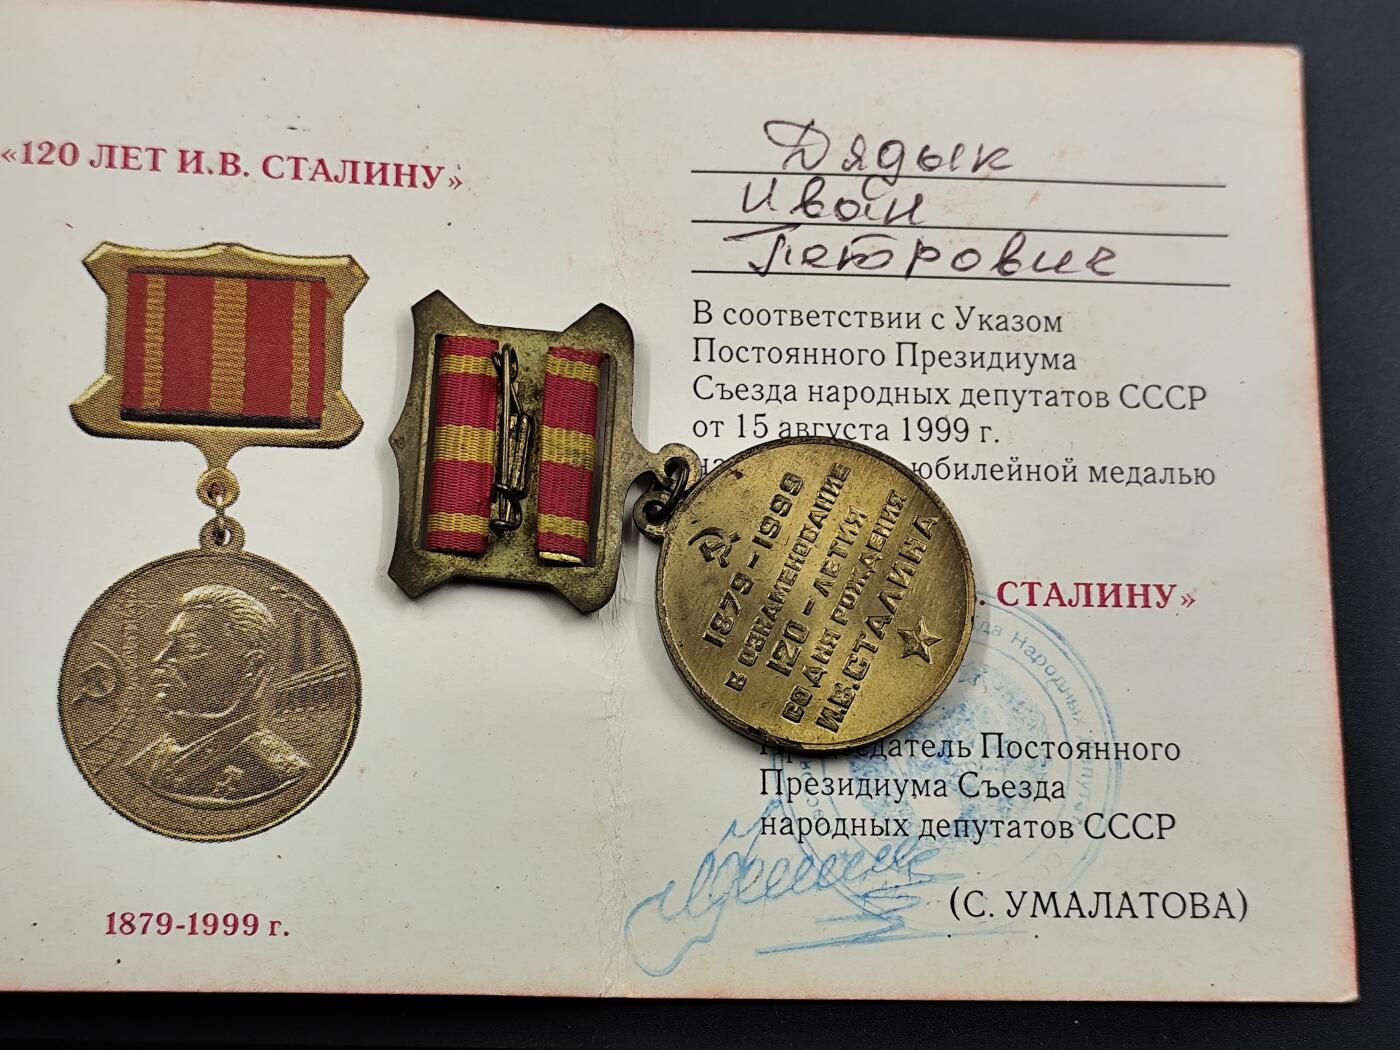 «120 ЛЕТ И.В. СТАЛИНУ»
1879-1999 г.
Дядык
Иван
Петрович
В соответствии с Указом
Постоянного Президиума
Съезда народных депутатов СССР
от 15 августа 1999 г.
юбилейной медалью
. СТАЛИНУ»
Председатель Постоянного
Президиума Съезда
народных депутатов СССР
(С. УМАЛАТОВА)
1879-1999
В ОЗНАМЕНОВАНИЕ
120-ЛЕТИЯ
СО ДНЯ РОЖДЕНИЯ
И.В.СТАЛИНА
Народных